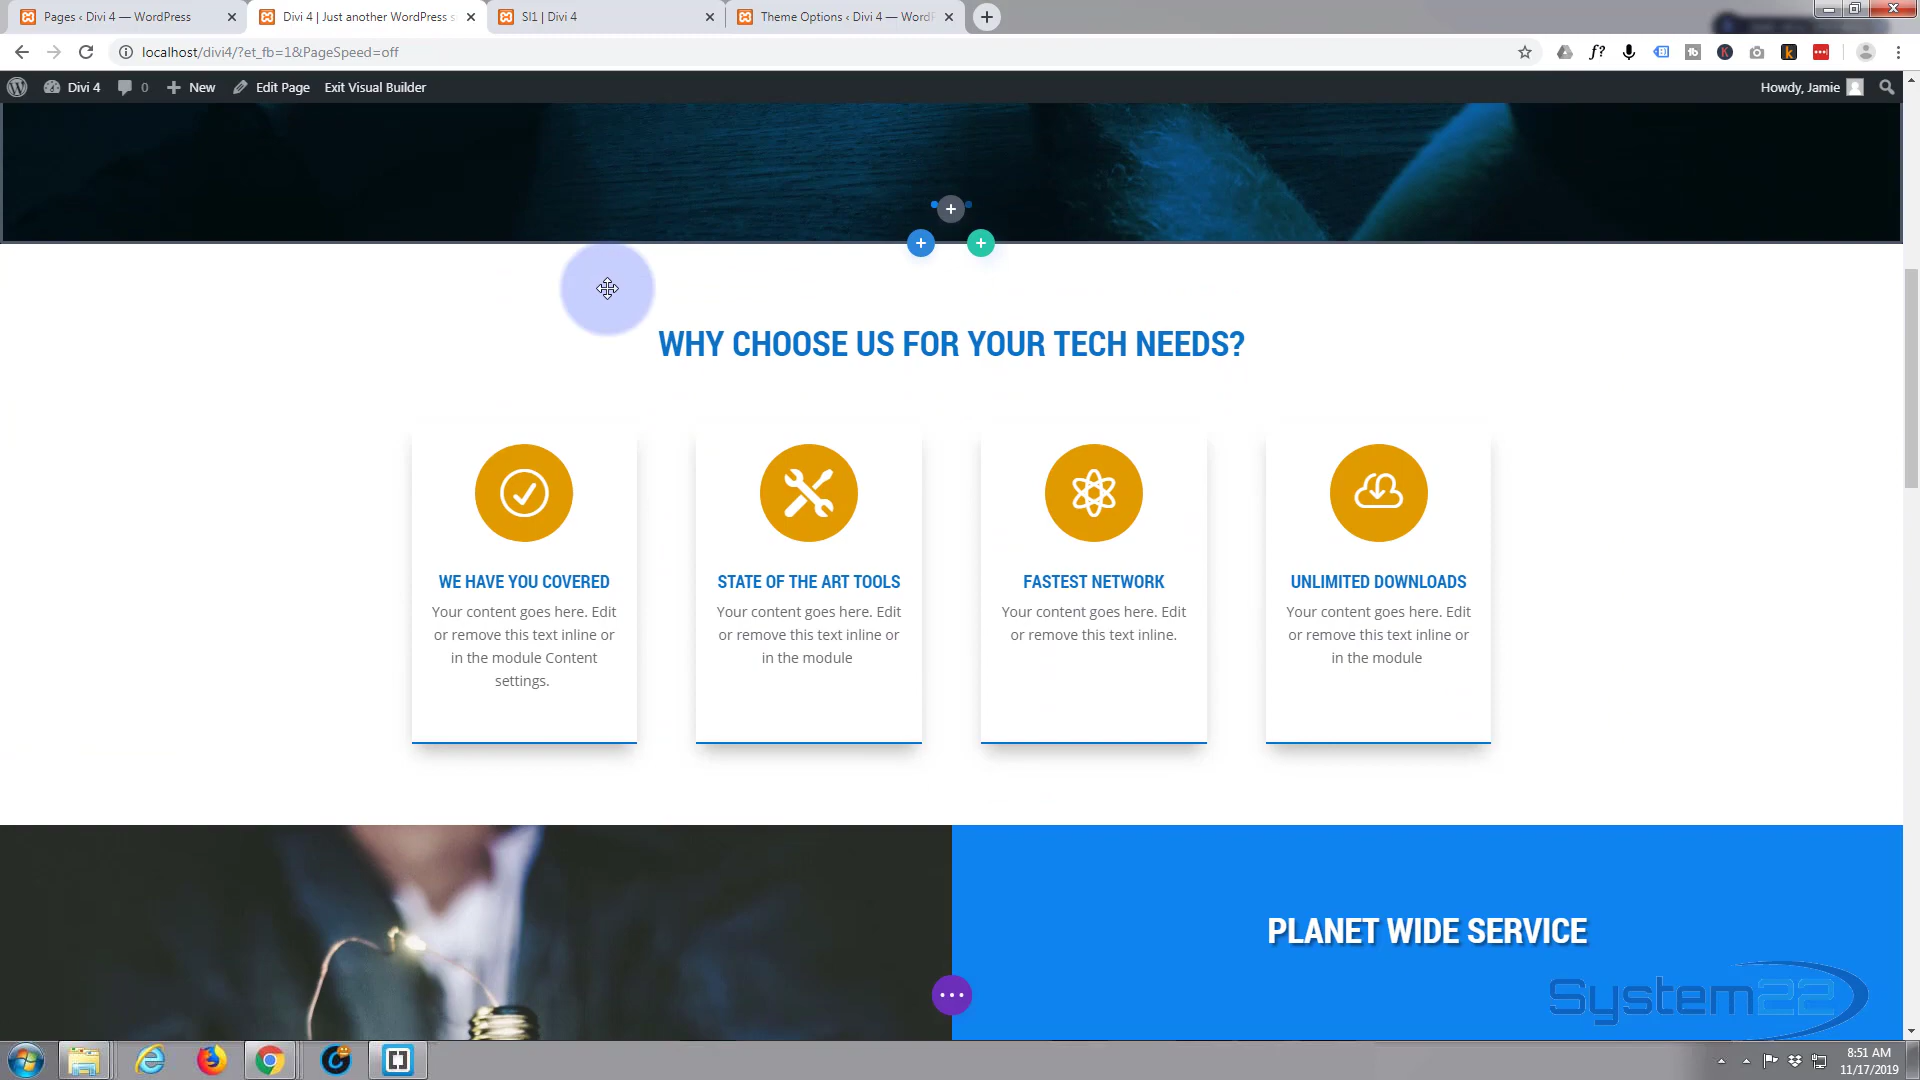 Pages ‹ Divi 4 — WordPress
Divi 4 | Just another WordPress s
SI1 | Divi 4
Theme Options ‹ Divi 4 — WordP
localhost/divi4/?et_fb=1&PageSpeed=off
Divi 4
0
New
Edit Page
Exit Visual Builder
Howdy, Jamie
WHY CHOOSE US FOR YOUR TECH NEEDS?
WE HAVE YOU COVERED
Your content goes here. Edit
or remove this text inline or
in the module Content
settings.
STATE OF THE ART TOOLS
Your content goes here. Edit
or remove this text inline or
in the module
FASTEST NETWORK
Your content goes here. Edit
or remove this text inline.
UNLIMITED DOWNLOADS
Your content goes here. Edit
or remove this text inline or
in the module
PLANET WIDE SERVICE
System22
8:51 AM
11/17/2019